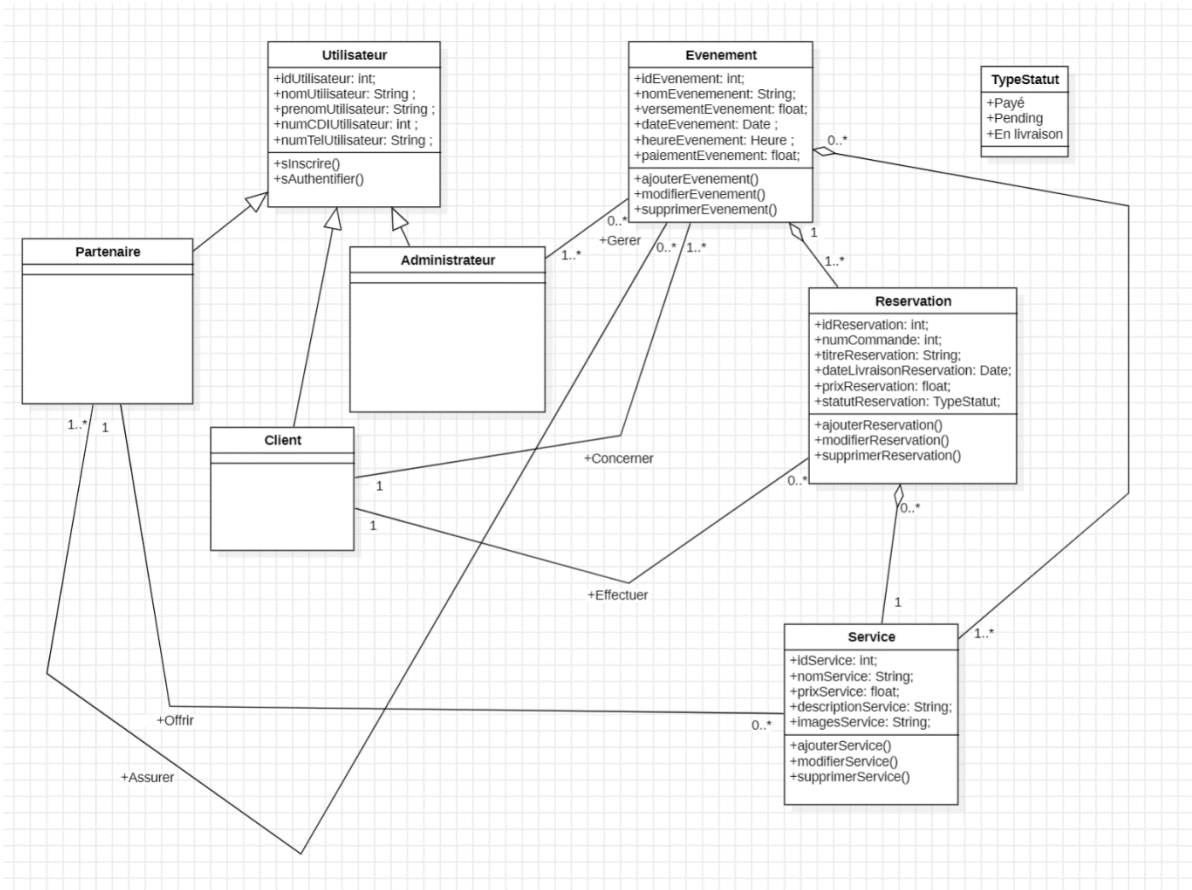 Utilisateur
+idUtilisateur: int;
+nomUtilisateur: String ;
+prenomUtilisateur: String ;
+numCDIUtilisateur: int ;
+numTelUtilisateur: String ;
+sInscrire()
+sAuthentifier()
Evenement
+idEvenement: int;
+nomEvenemenent: String;
+versementEvenement: float;
+dateEvenement: Date ;
+heureEvenement: Heure ;
+paiementEvenement: float;
+ajouterEvenement()
+modifierEvenement()
+supprimerEvenement()
TypeStatut
+Payé
+Pending
+En livraison
0..*
Partenaire
Administrateur
0..*
+Gerer
1..*
0..*
1..*
1
1..*
Reservation
+idReservation: int;
+numCommande: int;
+titreReservation: String;
+dateLivraisonReservation: Date;
+prixReservation: float;
+statutReservation: TypeStatut;
+ajouterReservation()
+modifierReservation()
+supprimerReservation()
1..*
1
Client
+Concerner
1
0..*
1
0..*
+Effuctuer
1
1..*
Service
+idService: int;
+nomService: String;
+prixService: float;
+descriptionService: String;
+imagesService: String;
+ajouterService()
+modifierService()
+supprimerService()
+Offrir
0..*
+Assurer